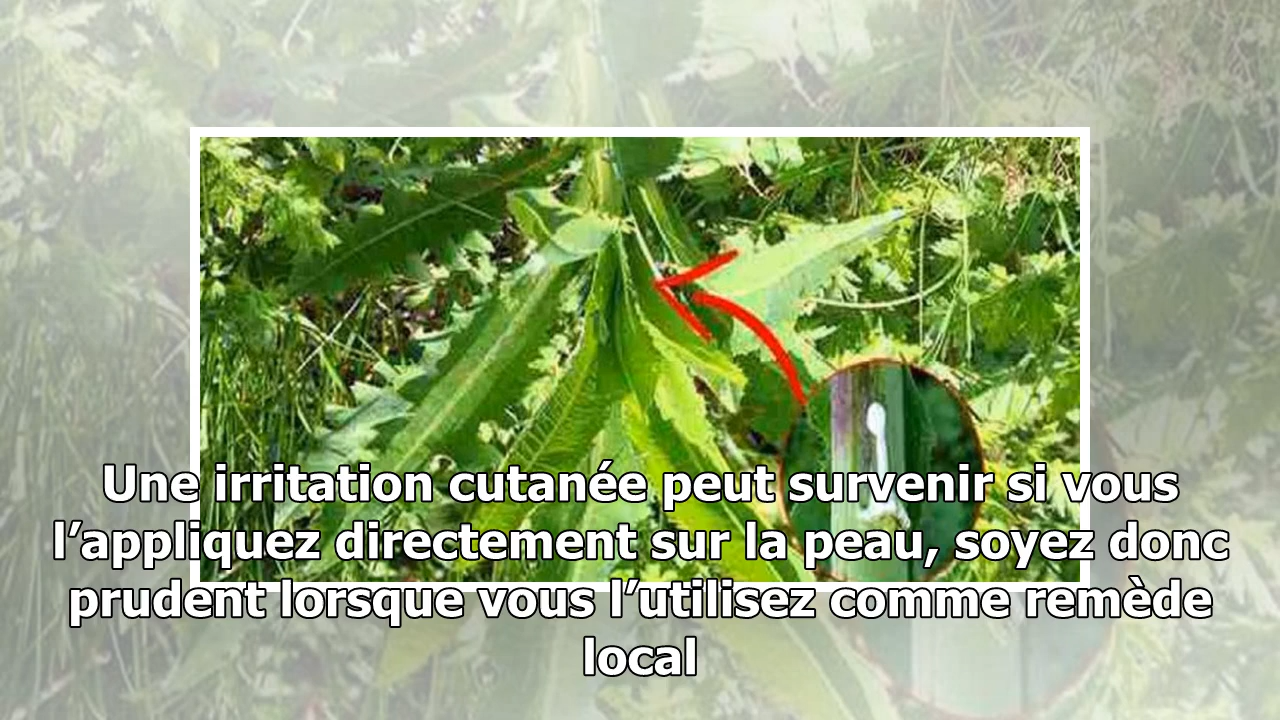 Une irritation cutanée peut survenir si vous
l’appliquez directement sur la peau, soyez donc
prudent lorsque vous l’utilisez comme remède
local